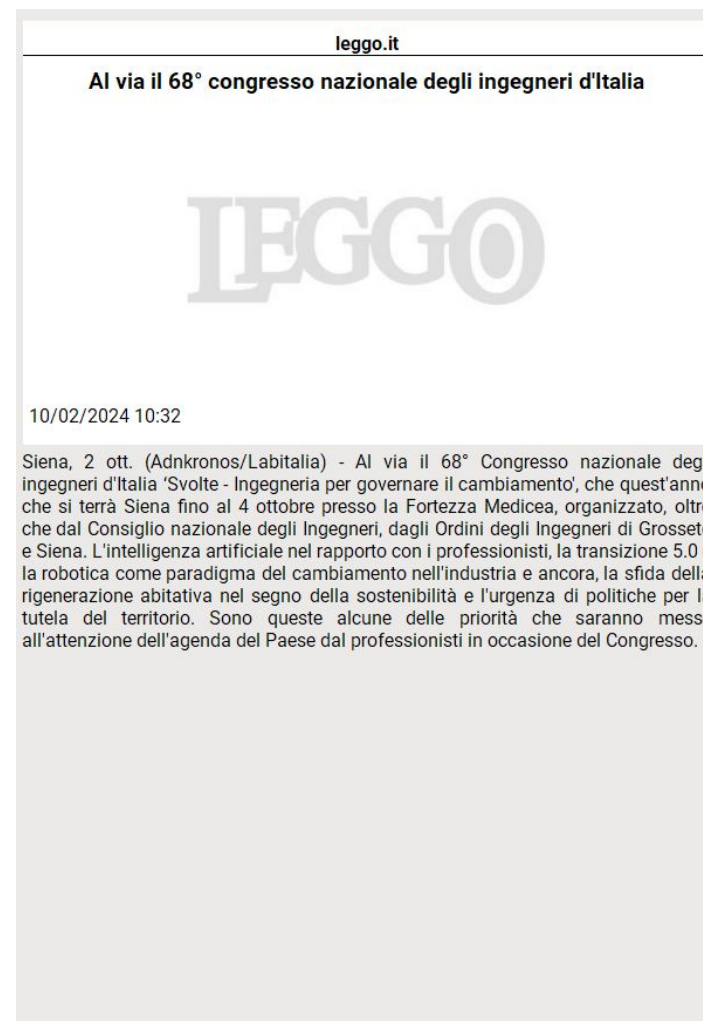 leggo.it
Al via il 68° congresso nazionale degli ingegneri d'Italia
LEGGO
10/02/2024 10:32
Siena, 2 ott. (Adnkronos/Labitalia) - Al via il 68° Congresso nazionale deg
ingegneri d'Italia ‘Svolte - Ingegneria per governare il cambiamento', che quest'anno
che si terrà Siena fino al 4 ottobre presso la Fortezza Medicea, organizzato, oltre
che dal Consiglio nazionale degli Ingegneri, dagli Ordini degli Ingegneri di Grosseto
e Siena. L'intelligenza artificiale nel rapporto con i professionisti, la transizione 5.0
la robotica come paradigma del cambiamento nell'industria e ancora, la sfida della
rigenerazione abitativa nel segno della sostenibilità e l'urgenza di politiche per l
tutela del territorio. Sono queste alcune delle priorità che saranno mess
all'attenzione dell'agenda del Paese dal professionisti in occasione del Congresso.